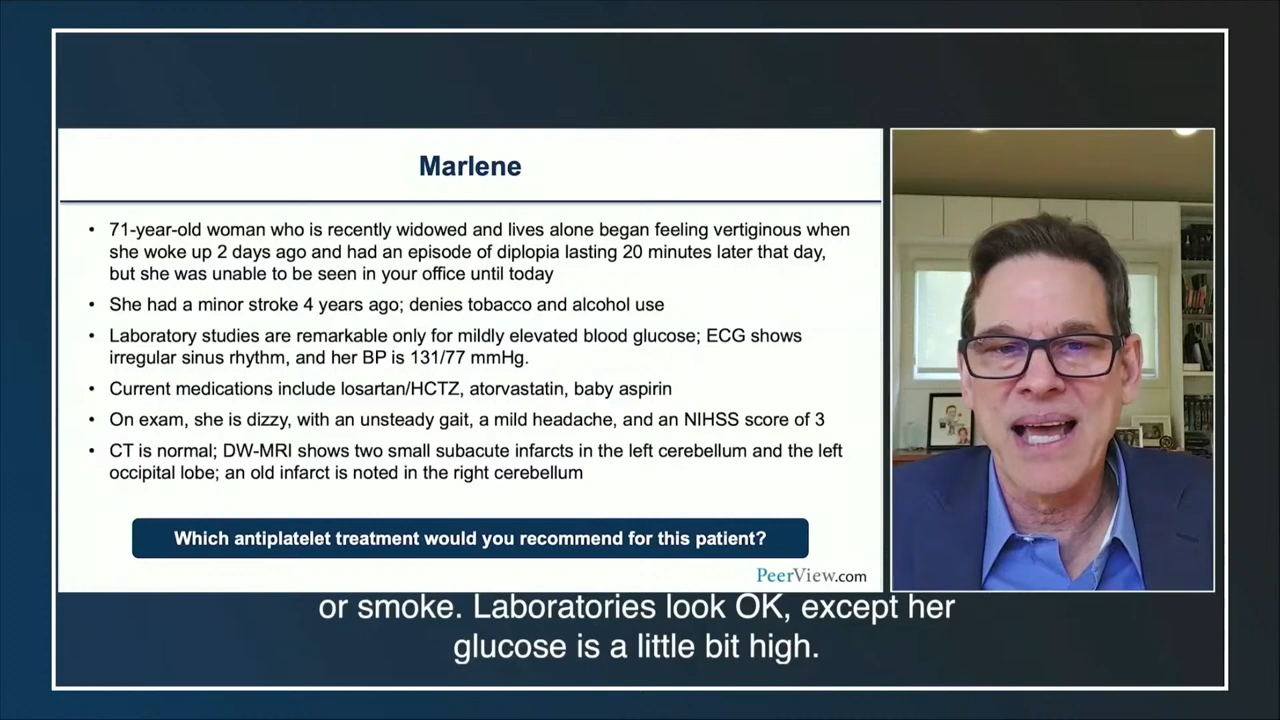 Marlene
• 71-year-old woman who is recently widowed and lives alone began feeling vertiginous when
she woke up 2 days ago and had an episode of diplopia lasting 20 minutes later that day,
but she was unable to be seen in your office until today
• She had a minor stroke 4 years ago; denies tobacco and alcohol use
• Laboratory studies are remarkable only for mildly elevated blood glucose; ECG shows
irregular sinus rhythm, and her BP is 131/77 mmHg.
• Current medications include losartan/HCTZ, atorvastatin, baby aspirin
• On exam, she is dizzy, with an unsteady gait, a mild headache, and an NIHSS score of 3
• CT is normal; DW-MRI shows two small subacute infarcts in the left cerebellum and the left
occipital lobe; an old infarct is noted in the right cerebellum
Which antiplatelet treatment would you recommend for this patient?
PeerView.com
or smoke. Laboratories look OK, except her
glucose is a little bit high.